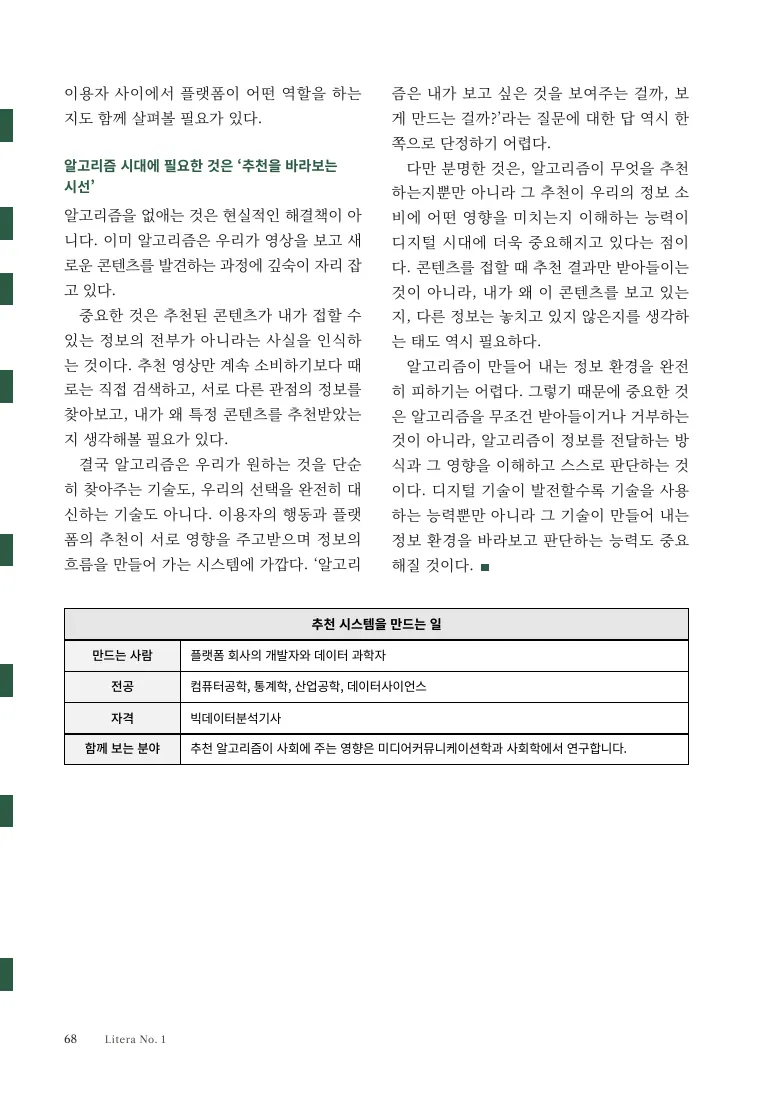 이용자 사이에서 플랫폼이 어떤 역할을 하는
지도 함께 살펴볼 필요가 있다.
알고리즘 시대에 필요한 것은 ‘추천을 바라보는
시선’
알고리즘을 없애는 것은 현실적인 해결책이 아
니다. 이미 알고리즘은 우리가 영상을 보고 새
로운 콘텐츠를 발견하는 과정에 깊숙이 자리 잡
고 있다.
중요한 것은 추천된 콘텐츠가 내가 접할 수
있는 정보의 전부가 아니라는 사실을 인식하
는 것이다. 추천 영상만 계속 소비하기보다 때
로는 직접 검색하고, 서로 다른 관점의 정보를
찾아보고, 내가 왜 특정 콘텐츠를 추천받았는
지 생각해볼 필요가 있다.
결국 알고리즘은 우리가 원하는 것을 단순
히 찾아주는 기술도, 우리의 선택을 완전히 대
신하는 기술도 아니다. 이용자의 행동과 플랫
폼의 추천이 서로 영향을 주고받으며 정보의
흐름을 만들어 가는 시스템에 가깝다. ‘알고리
즘은 내가 보고 싶은 것을 보여주는 걸까, 보
게 만드는 걸까?’라는 질문에 대한 답 역시 한
쪽으로 단정하기 어렵다.
다만 분명한 것은, 알고리즘이 무엇을 추천
하는지뿐만 아니라 그 추천이 우리의 정보 소
비에 어떤 영향을 미치는지 이해하는 능력이
디지털 시대에 더욱 중요해지고 있다는 점이
다. 콘텐츠를 접할 때 추천 결과만 받아들이는
것이 아니라, 내가 왜 이 콘텐츠를 보고 있는
지, 다른 정보는 놓치고 있지 않은지를 생각하
는 태도 역시 필요하다.
알고리즘이 만들어 내는 정보 환경을 완전
히 피하기는 어렵다. 그렇기 때문에 중요한 것
은 알고리즘을 무조건 받아들이거나 거부하는
것이 아니라, 알고리즘이 정보를 전달하는 방
식과 그 영향을 이해하고 스스로 판단하는 것
이다. 디지털 기술이 발전할수록 기술을 사용
하는 능력뿐만 아니라 그 기술이 만들어 내는
정보 환경을 바라보고 판단하는 능력도 중요
해질 것이다. ■
추천 시스템을 만드는 일
만드는 사람 플랫폼 회사의 개발자와 데이터 과학자
전공 컴퓨터공학, 통계학, 산업공학, 데이터사이언스
자격 빅데이터분석기사
함께 보는 분야 추천 알고리즘이 사회에 주는 영향은 미디어커뮤니케이션학과 사회학에서 연구합니다.
68 Litera No. 1